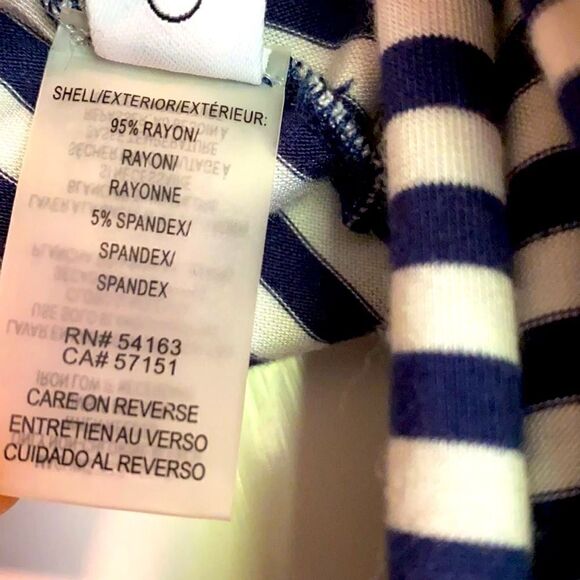 SHELL/EXTERIOR/EXTÉRIEUR:
95% RAYON/
RAYON/
RAYONNE
5% SPANDEX/
SPANDEX/
SPANDEX
RN# 54163
CA# 57151
CARE ON REVERSE
ENTRETIEN AU VERSO
CUIDADO AL REVERSO